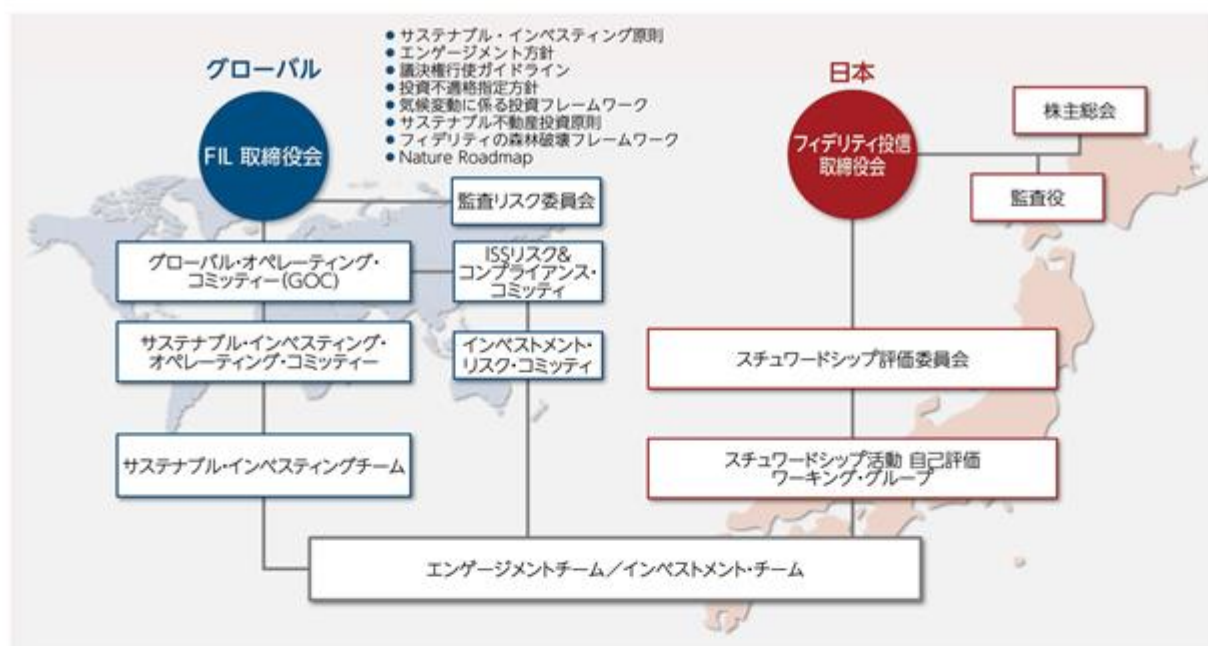 グローバル
FIL 取締役会
● サステナブル・インベスティング原則
● エンゲージメント方針
●議決権行使ガイドライン
● 投資不適格指定方針
● 気候変動に係る投資フレームワーク
● サステナブル不動産投資原則
● フィデリティの森林破壊フレームワーク
● Nature Roadmap
監査リスク委員会
グローバル・オペレーティング・
コミッティー(GOC)
ISSリスク&
コンプライアンス・
コミッティ
サステナブル・インベスティング・
オペレーティング・コミッティー
インベストメント・
リスク・コミッティ
サステナブル・インベスティングチーム
日本
フィデリティ投信
取締役会
株主総会
監査役
スチュワードシップ評価委員会
スチュワードシップ活動 自己評価
ワーキング・グループ
エンゲージメントチーム／インベストメント・チーム